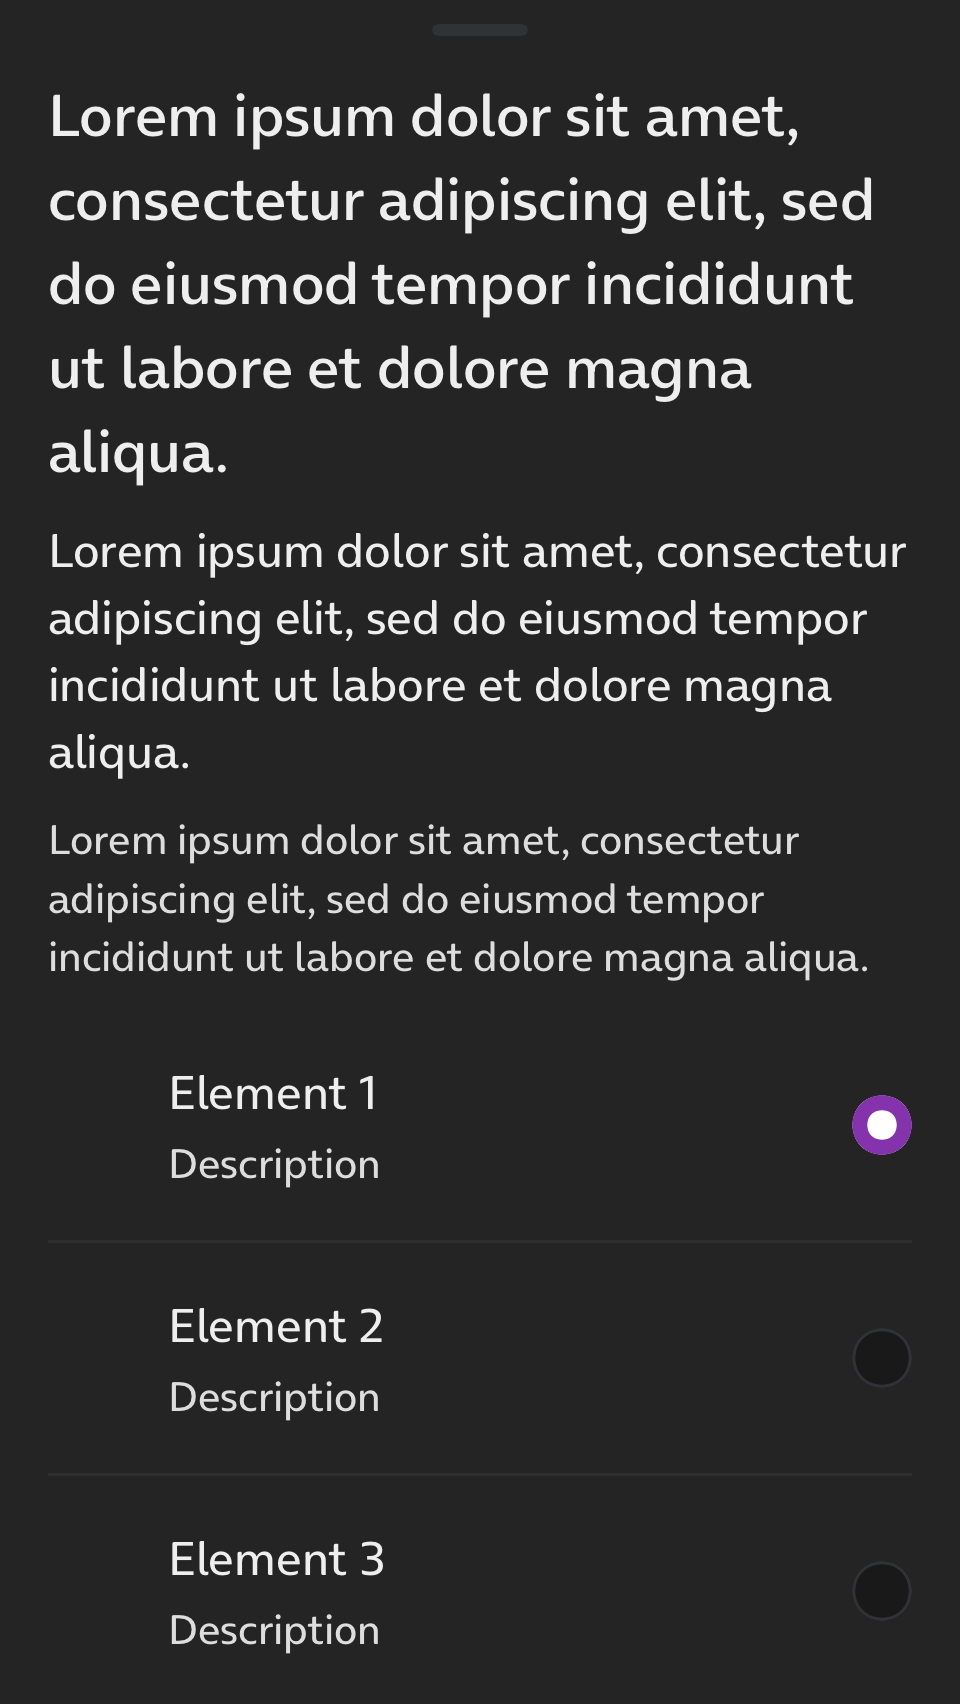 Lorem ipsum dolor sit amet,
consectetur adipiscing elit, sed
do eiusmod tempor incididunt
ut labore et dolore magna
aliqua.
Lorem ipsum dolor sit amet, consectetur
adipiscing elit, sed do eiusmod tempor
incididunt ut labore et dolore magna
aliqua.
Lorem ipsum dolor sit amet, consectetur
adipiscing elit, sed do eiusmod tempor
incididunt ut labore et dolore magna aliqua.
Element 1
Description
Element 2
Description
Element 3
Description